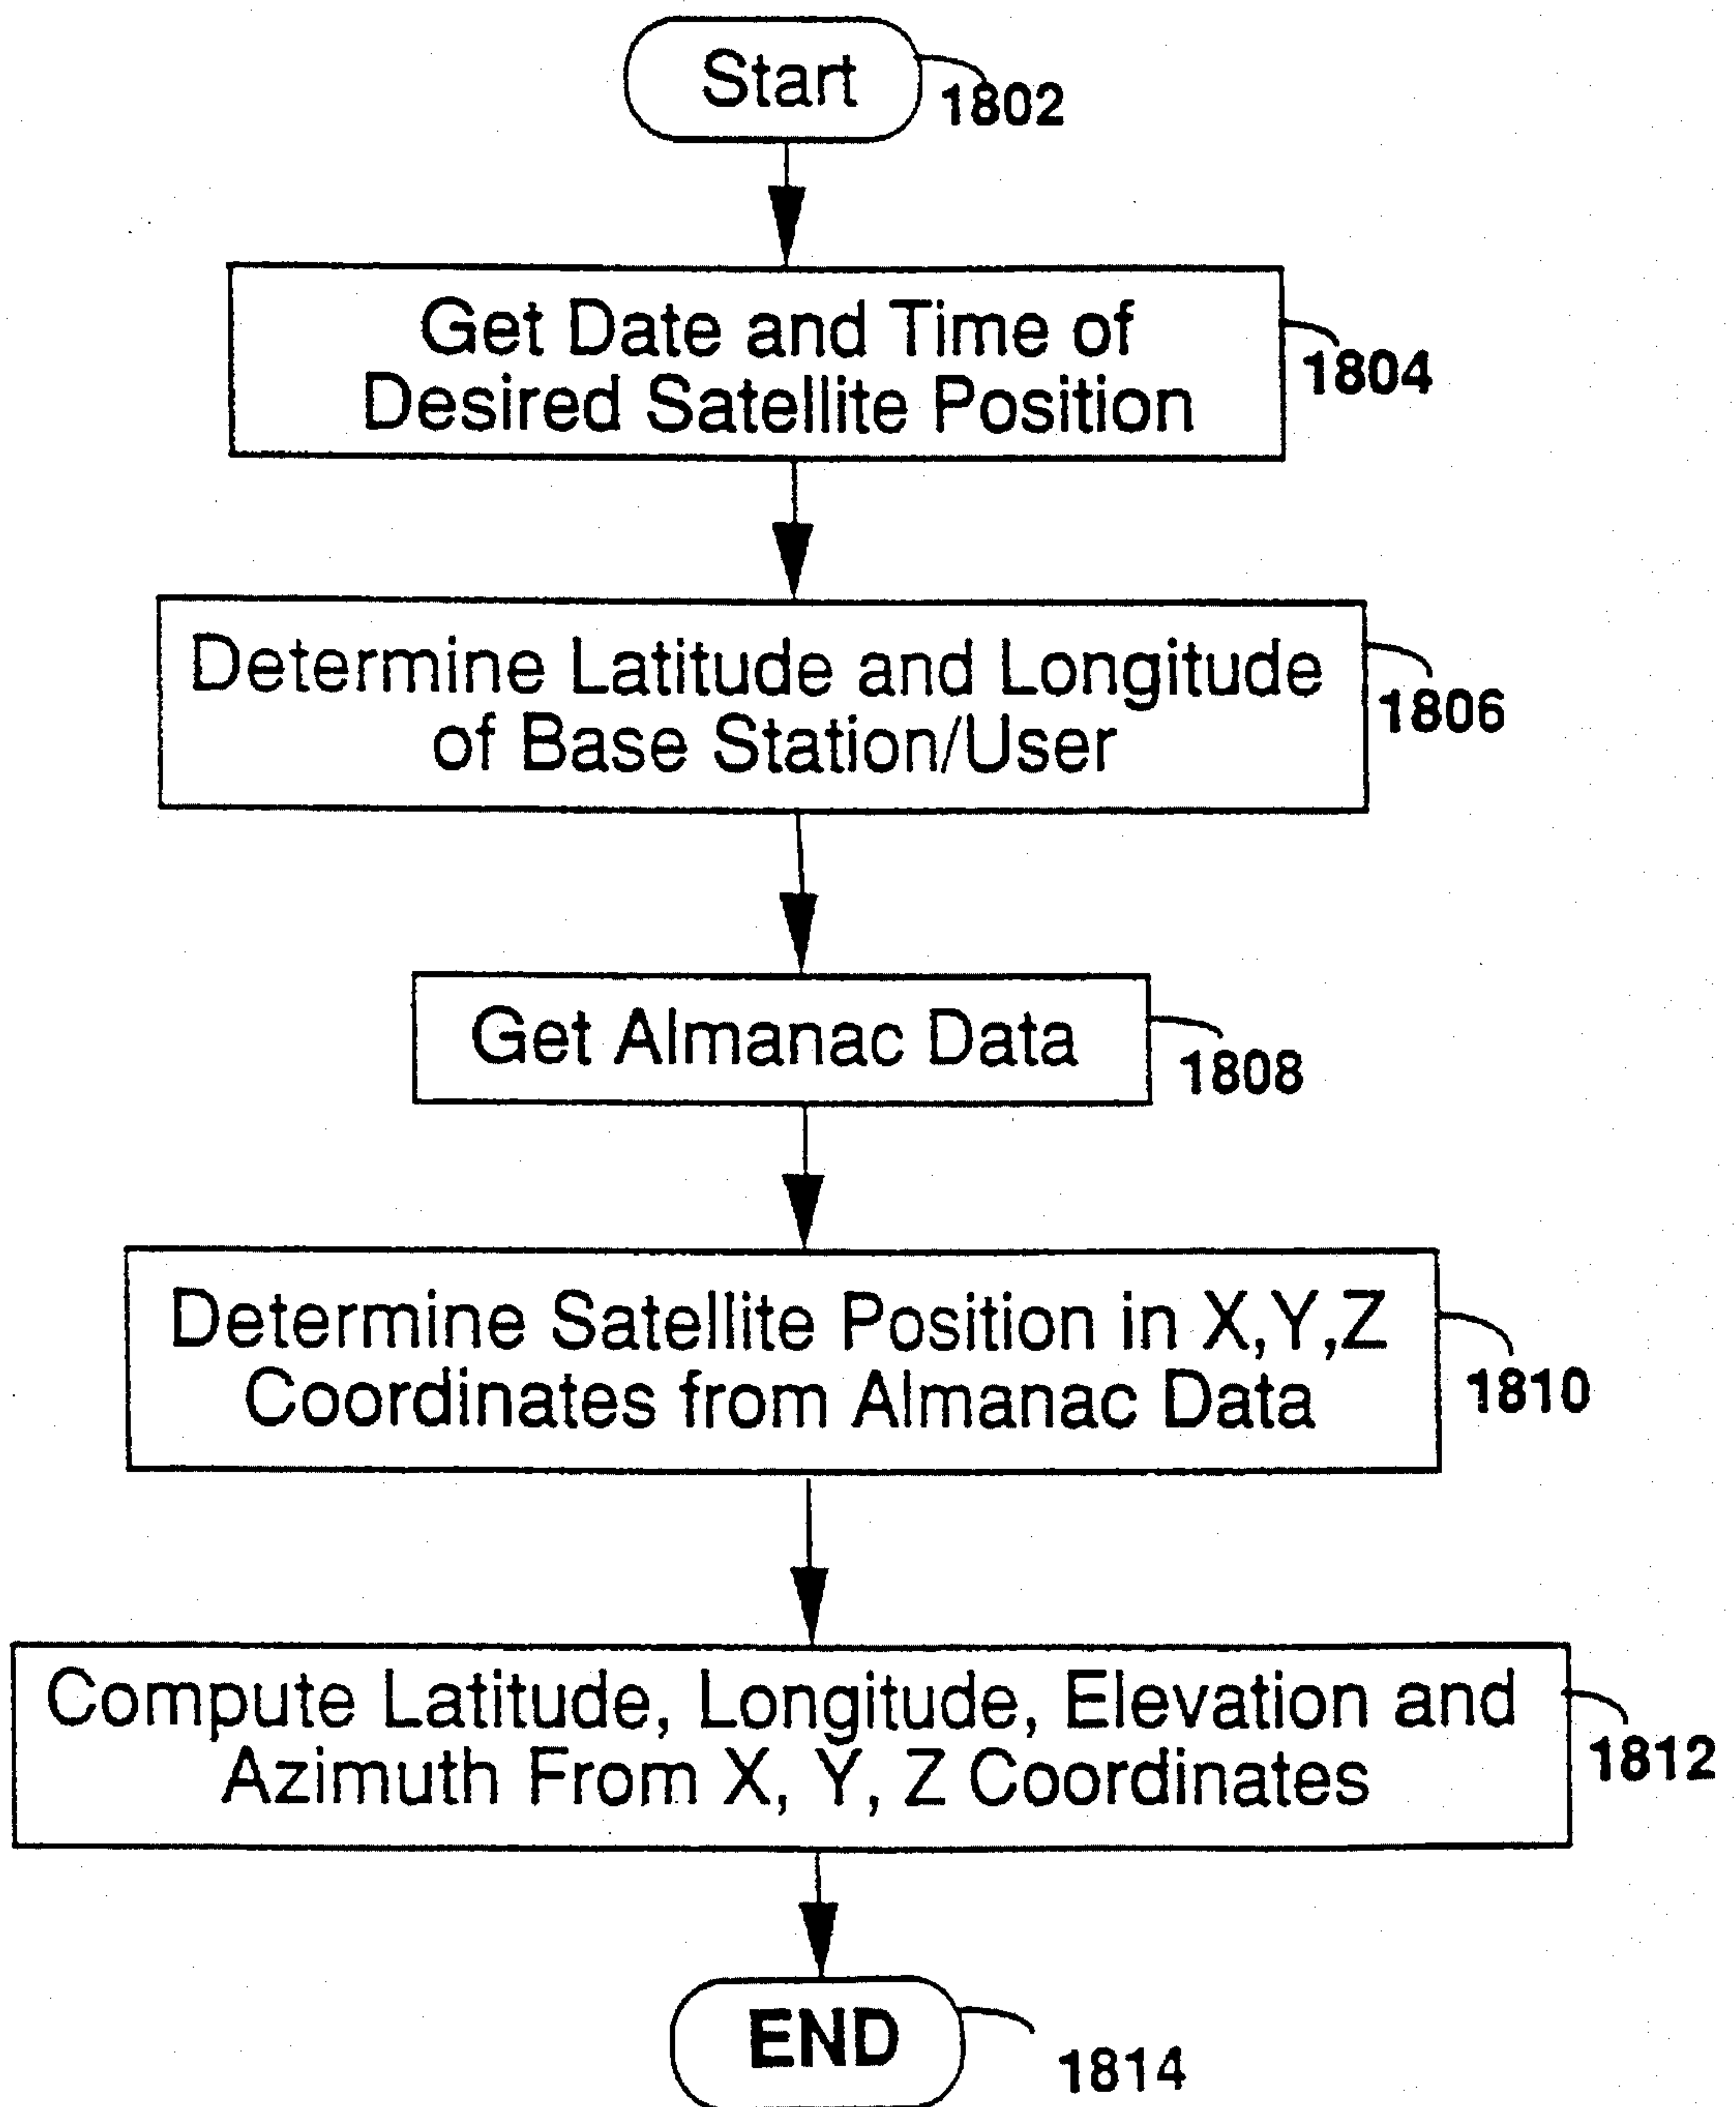 Start
1802
Get Date and Time of
Desired Satellite Position
1804
Determine Latitude and Longitude
of Base Station/User
1806
Get Almanac Data
1808
Determine Satellite Position in X,Y,Z
Coordinates from Almanac Data
1810
Compute Latitude, Longitude, Elevation and
Azimuth From X, Y, Z Coordinates
1812
END
1814